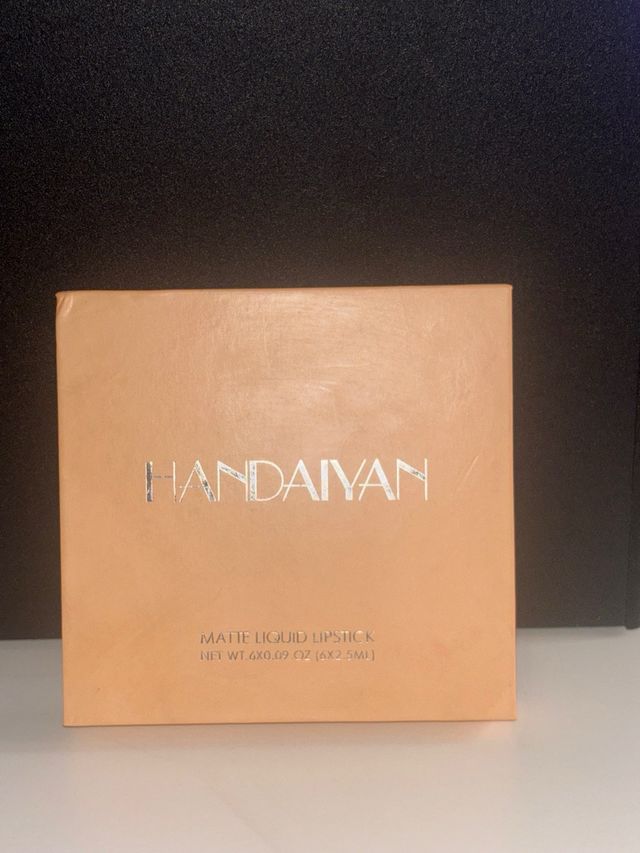 HANDAIYAN
MATTE LIQUID LIPSTICK
NET WT.6X0.09 OZ (6X2.5ML)